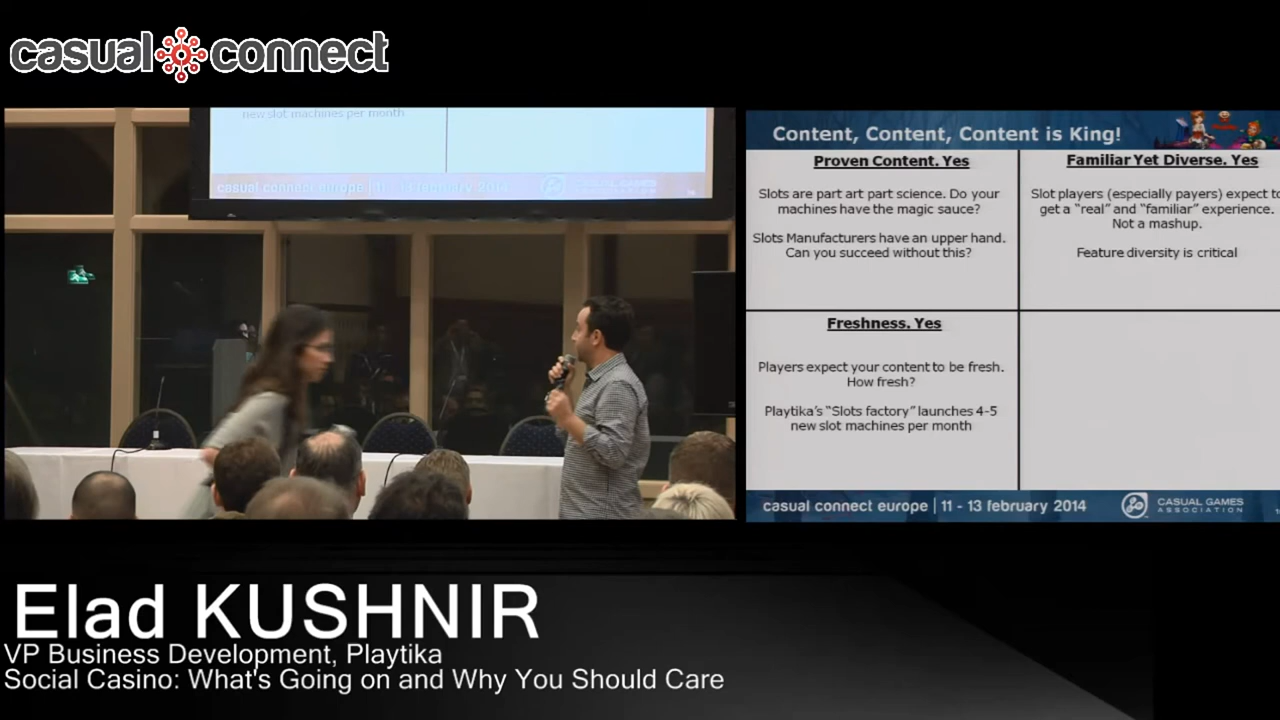 casual connect
new slot machines per month
casual connect europe
february 2014
Content, Content, Content is King!
Proven Content. Yes
Slots are part art part science. Do your
machines have the magic sauce?
Slots Manufacturers have an upper hand.
Can you succeed without this?
Familiar Yet Diverse. Yes
Slot players (especially payers) expect to
get a “real” and “familiar” experience.
Not a mashup.
Feature diversity is critical
Freshness. Yes
Players expect your content to be fresh.
How fresh?
Playtika's “Slots factory” launches 4-5
new slot machines per month
casual connect europe | 11 - 13 february 2014
CASUAL GAMES
ASSOCIATION
Elad KUSHNIR
VP Business Development, Playtika
Social Casino: What's Going on and Why You Should Care